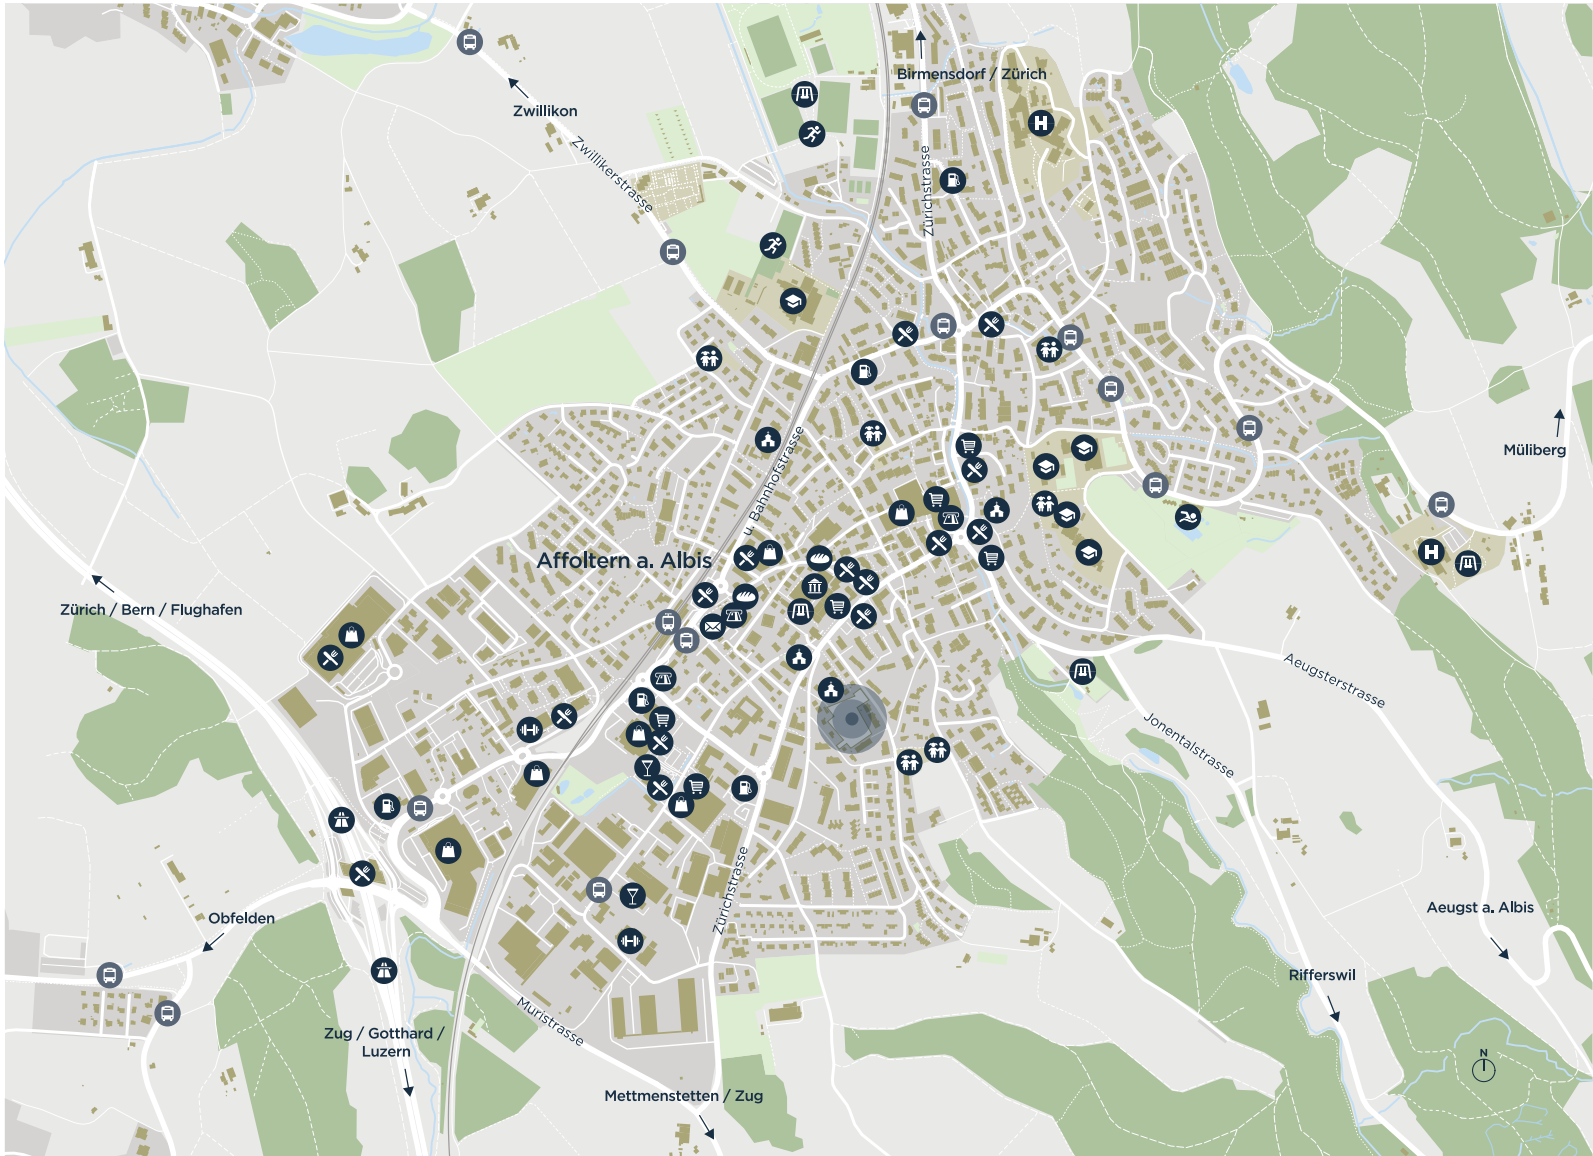 Birmensdorf / Zürich
Zwillikon
Zwillikerstrasse
H
Zürichstrasse
u. Bahnhofstrasse
Müliberg
Affoltern a. Albis
H
Zürich / Bern / Flughafen
Aeugsterstrasse
Jonentalstrasse
Zürichstrasse
Aeugst a. Albis
Obfelden
Rifferswil
Muristrasse
Zug / Gotthard /
Luzern
N
Mettmenstetten / Zug